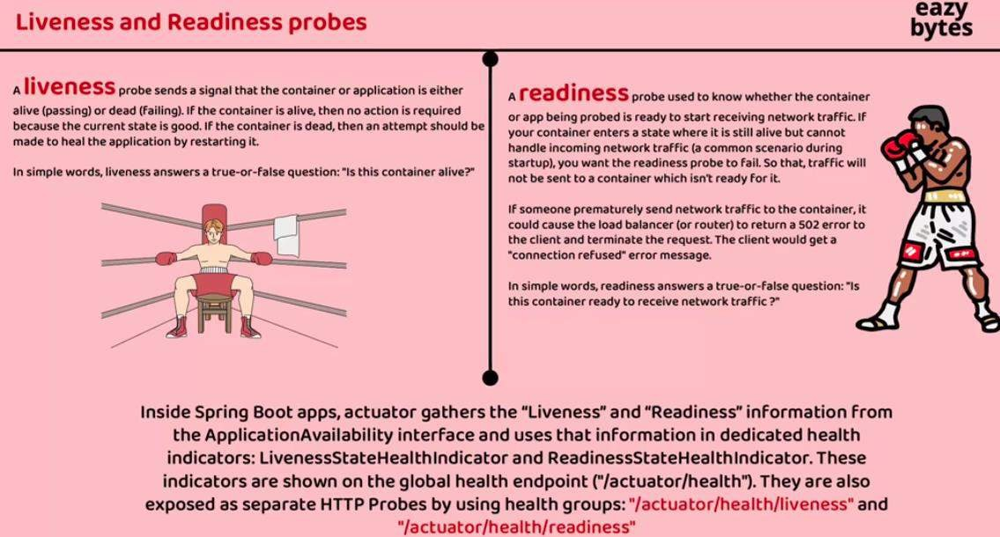 Liveness and Readiness probes
eazy
bytes
A liveness probe sends a signal that the container or application is either
alive (passing) or dead (failing). If the container is alive, then no action is required
because the current state is good. If the container is dead, then an attempt should be
made to heal the application by restarting it.
In simple words, liveness answers a true-or-false question: "Is this container alive?"
A readiness probe used to know whether the container
or app being probed is ready to start receiving network traffic. If
your container enters a state where it is still alive but cannot
handle incoming network traffic (a common scenario during
startup), you want the readiness probe to fail. So that, traffic will
not be sent to a container which isn't ready for it.
If someone prematurely send network traffic to the container, it
could cause the load balancer (or router) to return a 502 error to
the client and terminate the request. The client would get a
"connection refused" error message.
In simple words, readiness answers a true-or-false question: "Is
this container ready to receive network traffic ?"
Inside Spring Boot apps, actuator gathers the “Liveness” and “Readiness” information from
the ApplicationAvailability interface and uses that information in dedicated health
indicators: LivenessStateHealthIndicator and ReadinessStateHealthIndicator. These
indicators are shown on the global health endpoint ("/actuator/health"). They are also
exposed as separate HTTP Probes by using health groups: "/actuator/health/liveness" and
"/actuator/health/readiness"